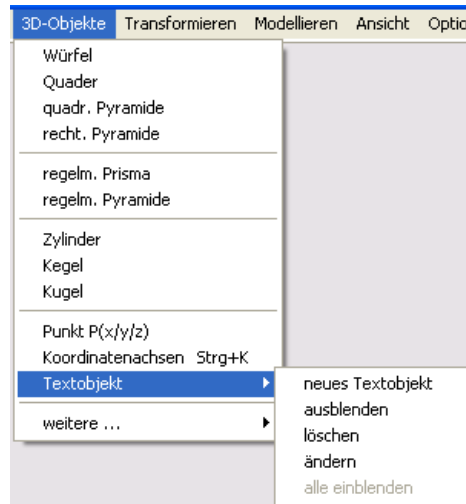 3D-Objekte Transformieren Modellieren Ansicht Optio
Würfel
Quader
quadr. Pyramide
recht. Pyramide
regelm. Prisma
regelm. Pyramide
Zylinder
Kegel
Kugel
Punkt P(x/y/z)
Koordinatenachsen Strg+K
Textobjekt
weitere ...
neues Textobjekt
ausblenden
löschen
ändern
alle einblenden